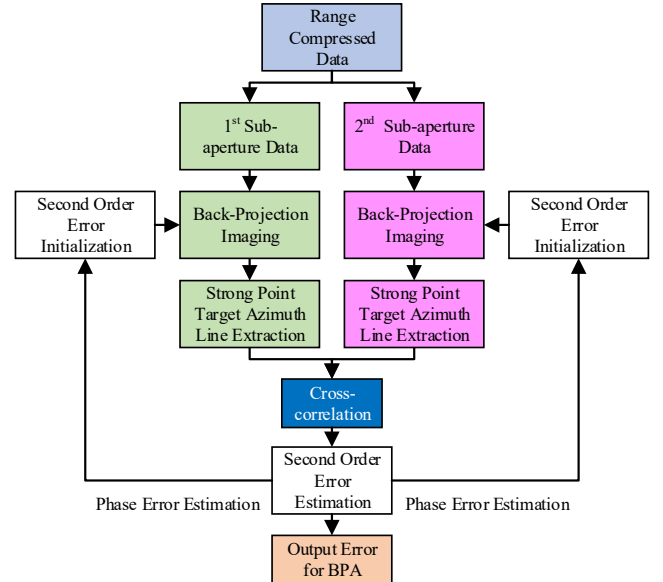 Range
Compressed
Data
1st Sub-
aperture Data
2nd Sub-aperture
Data
Second Order
Error
Initialization
Back-Projection
Imaging
Back-Projection
Imaging
Second Order
Error
Initialization
Strong Point
Target Azimuth
Line Extraction
Strong Point
Target Azimuth
Line Extraction
Cross-
correlation
Second Order
Error
Estimation
Phase Error Estimation
Phase Error Estimation
Output Error
for BPA